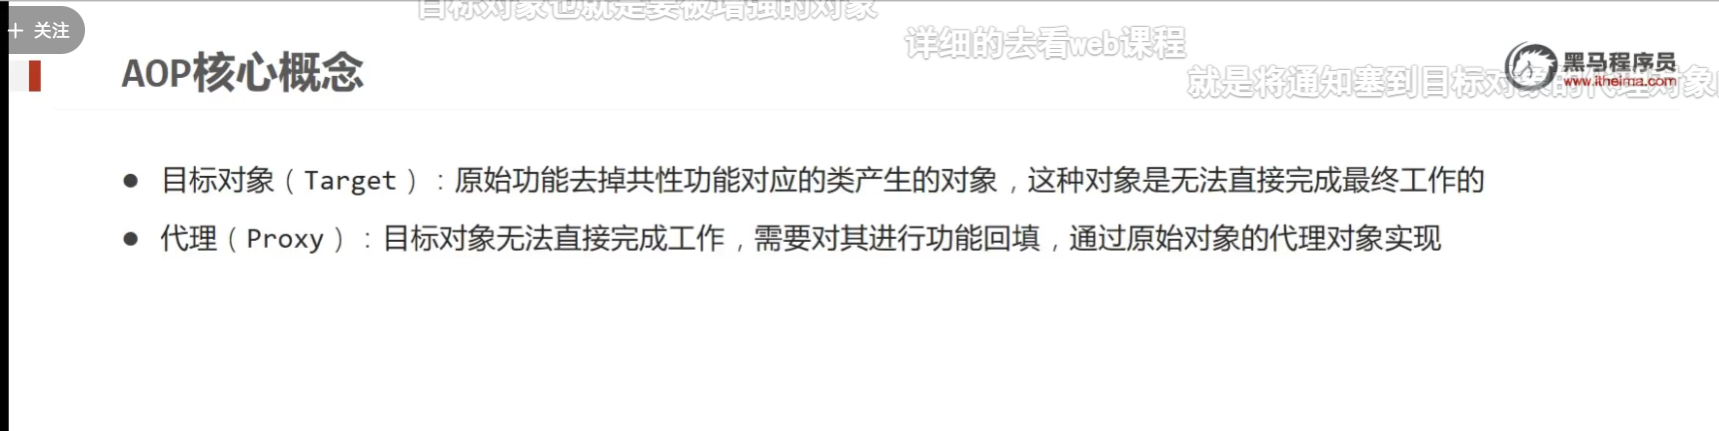 目标对象也就是要被增强的对象
+ 关注
详细的去看web课程
AOP核心概念
黑马程序员
www.itheima.com
就是将通知塞到目标对象的代理对象
目标对象（Target）：原始功能去掉共性功能对应的类产生的对象，这种对象是无法直接完成最终工作的
代理（Proxy）：目标对象无法直接完成工作，需要对其进行功能回填，通过原始对象的代理对象实现